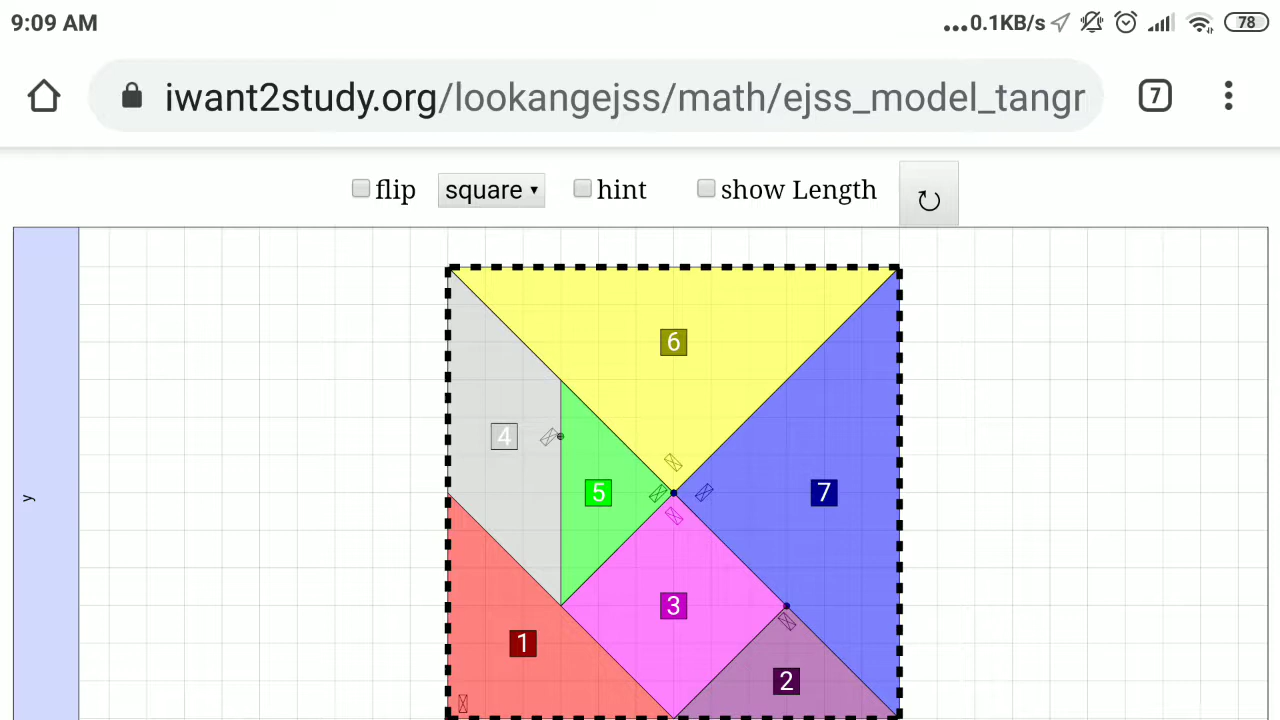 9:09 AM ...0.1KB/s 78
iwant2study.org/lookangejss/math/ejss_model_tangr 7
flip square ▾ hint show Length
6
4
5 7
y
3
1
2